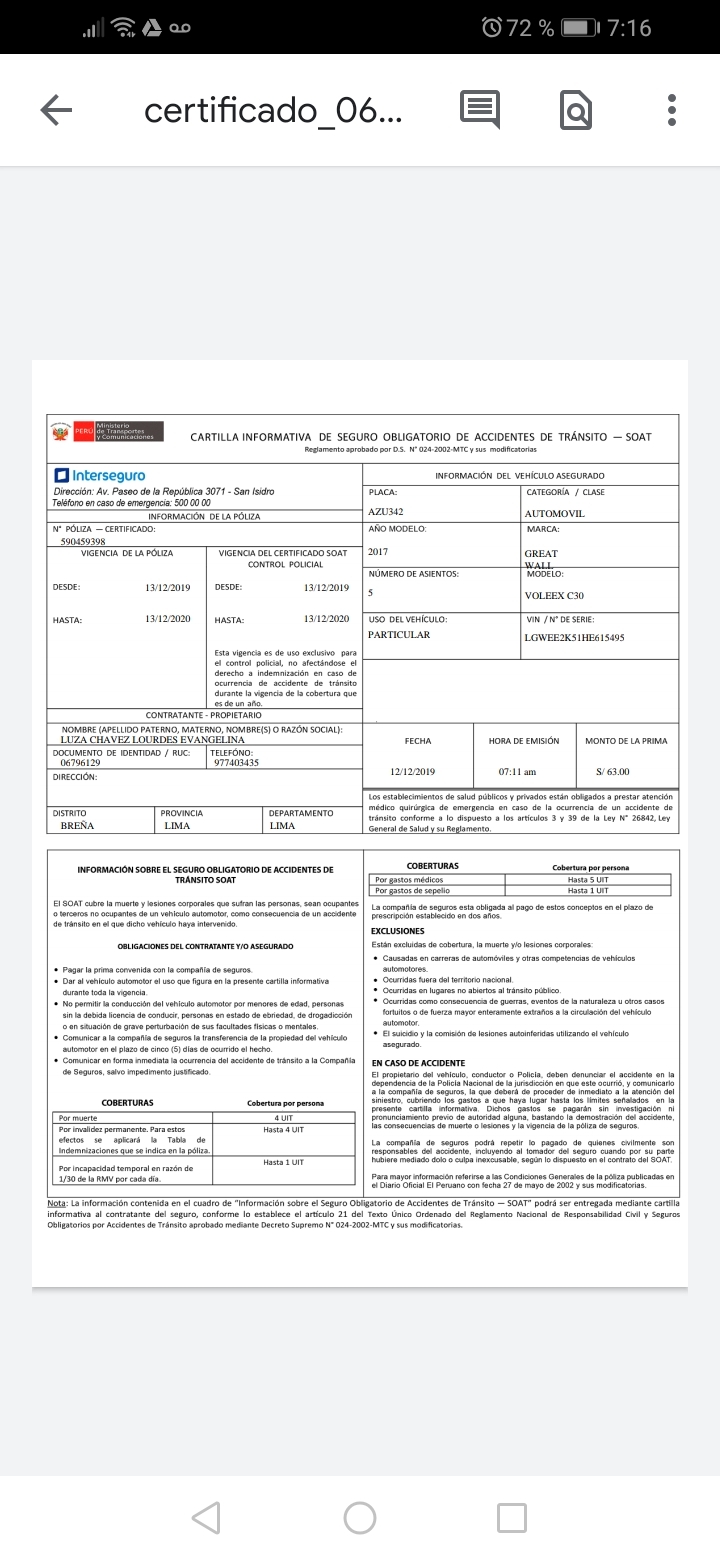 72 % 7:16
certificado_06...
PERÚ Ministerio de Transportes y Comunicaciones
CARTILLA INFORMATIVA DE SEGURO OBLIGATORIO DE ACCIDENTES DE TRÁNSITO — SOAT
Reglamento aprobado por D.S. N° 024-2002-MTC y sus modificatorias
Interseguro
Dirección: Av. Paseo de la República 3071 - San Isidro
Teléfono en caso de emergencia: 500 00 00
INFORMACIÓN DE LA PÓLIZA
N° PÓLIZA — CERTIFICADO:
590459398
VIGENCIA DE LA PÓLIZA
DESDE: 13/12/2019
HASTA: 13/12/2020
VIGENCIA DEL CERTIFICADO SOAT
CONTROL POLICIAL
DESDE: 13/12/2019
HASTA: 13/12/2020
Esta vigencia es de uso exclusivo para
el control policial, no afectándose el
derecho a indemnización en caso de
ocurrencia de accidente de tránsito
durante la vigencia de la cobertura que
es de un año.
CONTRATANTE - PROPIETARIO
NOMBRE (APELLIDO PATERNO, MATERNO, NOMBRE(S) O RAZÓN SOCIAL):
LUZA CHAVEZ LOURDES EVANGELINA
DOCUMENTO DE IDENTIDAD / RUC:
06796129
TELEFÓNO:
977403435
DIRECCIÓN:
DISTRITO
BREÑA
PROVINCIA
LIMA
DEPARTAMENTO
LIMA
INFORMACIÓN DEL VEHÍCULO ASEGURADO
PLACA:
AZU342
CATEGORÍA / CLASE
AUTOMOVIL
AÑO MODELO:
2017
MARCA:
GREAT
WALL
NÚMERO DE ASIENTOS:
5
MODELO:
VOLEEX C30
USO DEL VEHÍCULO:
PARTICULAR
VIN / N° DE SERIE:
LGWEE2K51HE615495
FECHA
12/12/2019
HORA DE EMISIÓN
07:11 am
MONTO DE LA PRIMA
S/ 63.00
Los establecimientos de salud públicos y privados están obligados a prestar atención
médico quirúrgica de emergencia en caso de la ocurrencia de un accidente de
tránsito conforme a lo dispuesto a los artículos 3 y 39 de la Ley N° 26842, Ley
General de Salud y su Reglamento.
INFORMACIÓN SOBRE EL SEGURO OBLIGATORIO DE ACCIDENTES DE
TRÁNSITO SOAT
El SOAT cubre la muerte y lesiones corporales que sufran las personas, sean ocupantes
o terceros no ocupantes de un vehículo automotor, como consecuencia de un accidente
de tránsito en el que dicho vehículo haya intervenido.
OBLIGACIONES DEL CONTRATANTE Y/O ASEGURADO
• Pagar la prima convenida con la compañía de seguros.
• Dar al vehículo automotor el uso que figura en la presente cartilla informativa
durante toda la vigencia.
• No permitir la conducción del vehículo automotor por menores de edad, personas
sin la debida licencia de conducir, personas en estado de ebriedad, de drogadicción
o en situación de grave perturbación de sus facultades físicas o mentales.
• Comunicar a la compañía de seguros la transferencia de la propiedad del vehículo
automotor en el plazo de cinco (5) días de ocurrido el hecho.
• Comunicar en forma inmediata la ocurrencia del accidente de tránsito a la Compañía
de Seguros, salvo impedimento justificado.
COBERTURAS Cobertura por persona
Por muerte 4 UIT
Por invalidez permanente. Para estos Hasta 4 UIT
efectos se aplicará la Tabla de
Indemnizaciones que se indica en la póliza.
Por incapacidad temporal en razón de Hasta 1 UIT
1/30 de la RMV por cada día.
COBERTURAS Cobertura por persona
Por gastos médicos Hasta 5 UIT
Por gastos de sepelio Hasta 1 UIT
La compañía de seguros esta obligada al pago de estos conceptos en el plazo de
prescripción establecido en dos años.
EXCLUSIONES
Están excluidas de cobertura, la muerte y/o lesiones corporales:
• Causadas en carreras de automóviles y otras competencias de vehículos
automotores.
• Ocurridas fuera del territorio nacional.
• Ocurridas en lugares no abiertos al tránsito público.
• Ocurridas como consecuencia de guerras, eventos de la naturaleza u otros casos
fortuitos o de fuerza mayor enteramente extraños a la circulación del vehículo
automotor.
• El suicidio y la comisión de lesiones autoinferidas utilizando el vehículo
asegurado.
EN CASO DE ACCIDENTE
El propietario del vehículo, conductor o Policía, deben denunciar el accidente en la
dependencia de la Policía Nacional de la jurisdicción en que este ocurrió, y comunicarlo
a la compañía de seguros, la que deberá de proceder de inmediato a la atención del
siniestro, cubriendo los gastos a que haya lugar hasta los límites señalados en la
presente cartilla informativa. Dichos gastos se pagarán sin investigación ni
pronunciamiento previo de autoridad alguna, bastando la demostración del accidente,
las consecuencias de muerte o lesiones y la vigencia de la póliza de seguros.
La compañía de seguros podrá repetir lo pagado de quienes civilmente son
responsables del accidente, incluyendo al tomador del seguro cuando por su parte
hubiere mediado dolo o culpa inexcusable, según lo dispuesto en el contrato del SOAT.
Para mayor información referirse a las Condiciones Generales de la póliza publicadas en
el Diario Oficial El Peruano con fecha 27 de mayo de 2002 y sus modificatorias.
Nota: La información contenida en el cuadro de "Información sobre el Seguro Obligatorio de Accidentes de Tránsito — SOAT" podrá ser entregada mediante cartilla
informativa al contratante del seguro, conforme lo establece el artículo 21 del Texto Único Ordenado del Reglamento Nacional de Responsabilidad Civil y Seguros
Obligatorios por Accidentes de Tránsito aprobado mediante Decreto Supremo N° 024-2002-MTC y sus modificatorias.